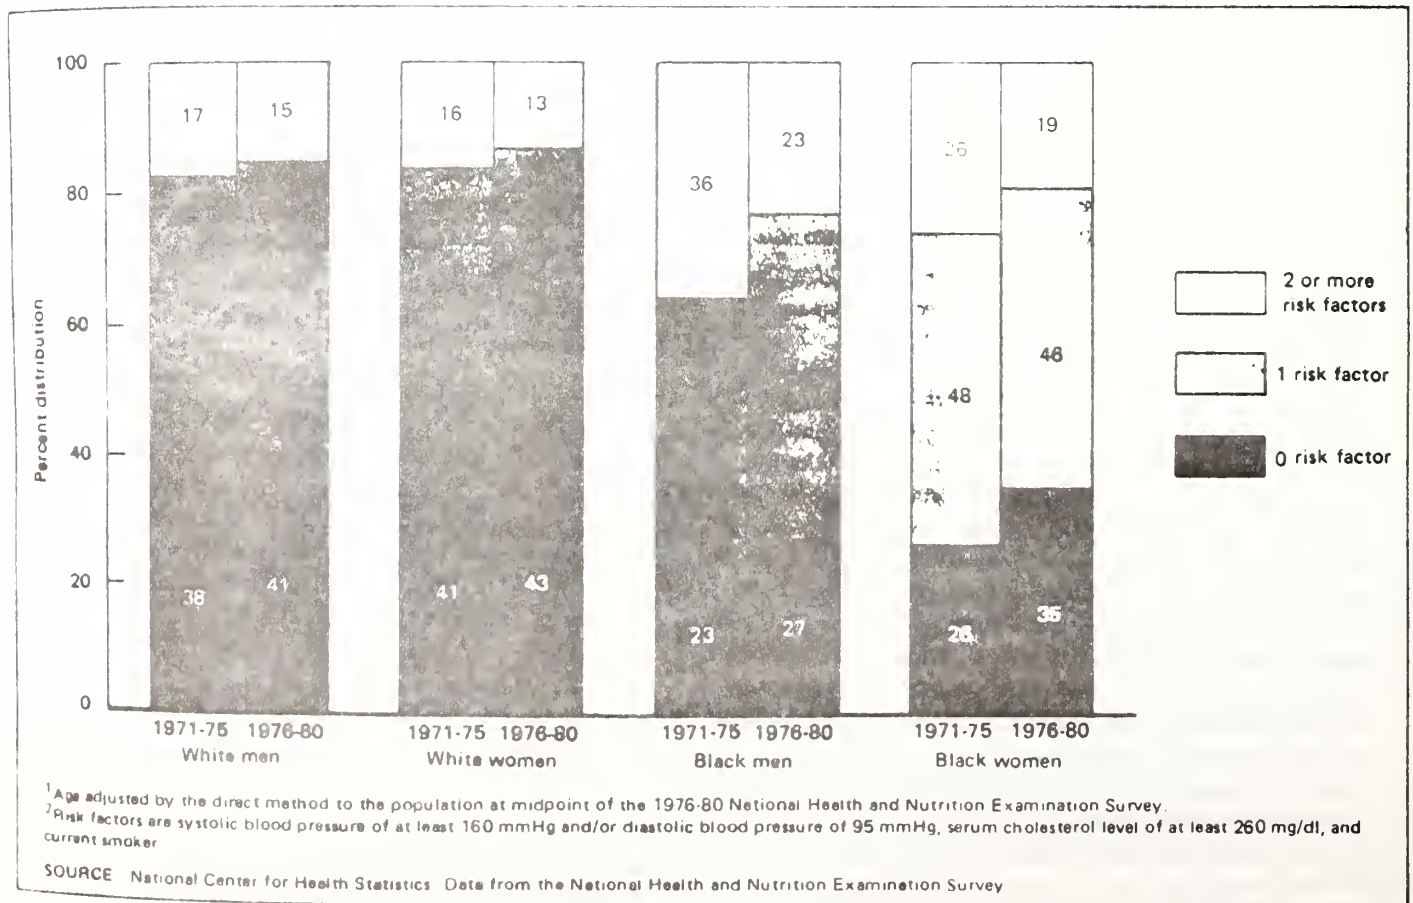 100
80
60
40
20
0
Percent distribution
17 15
38 41
1971-75 1976-80
White men
16 13
41 43
1971-75 1976-80
White women
36 23
23 27
1971-75 1976-80
Black men
26 19
48 46
26 35
1971-75 1976-80
Black women
2 or more
risk factors
1 risk factor
0 risk factor
1Age adjusted by the direct method to the population at midpoint of the 1976-80 National Health and Nutrition Examination Survey.
2Risk factors are systolic blood pressure of at least 160 mmHg and/or diastolic blood pressure of 95 mmHg, serum cholesterol level of at least 260 mg/dl, and
current smoker
SOURCE National Center for Health Statistics Data from the National Health and Nutrition Examination Survey